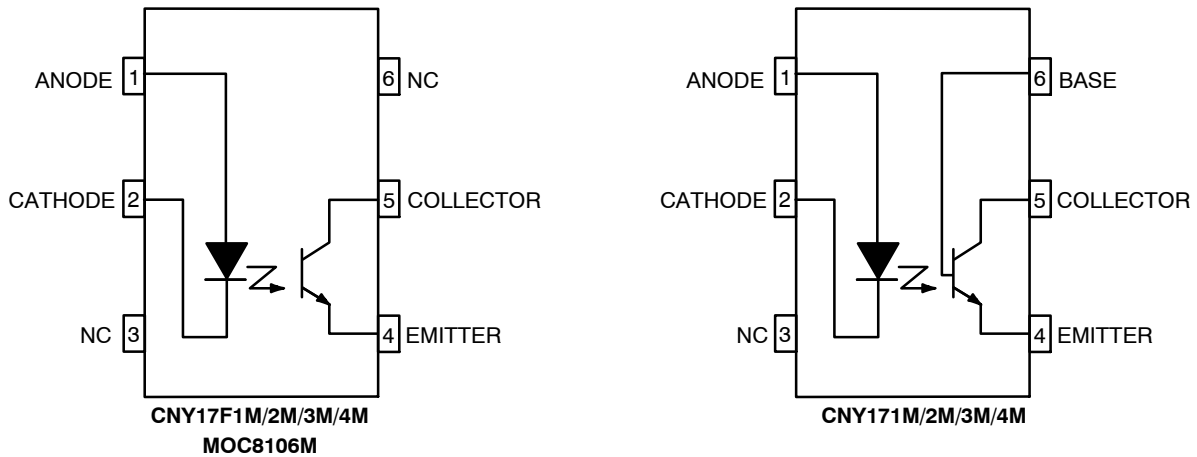 ANODE 1
6 NC
CATHODE 2
5 COLLECTOR
NC 3
4 EMITTER
CNY17F1M/2M/3M/4M
MOC8106M
ANODE 1
6 BASE
CATHODE 2
5 COLLECTOR
NC 3
4 EMITTER
CNY171M/2M/3M/4M